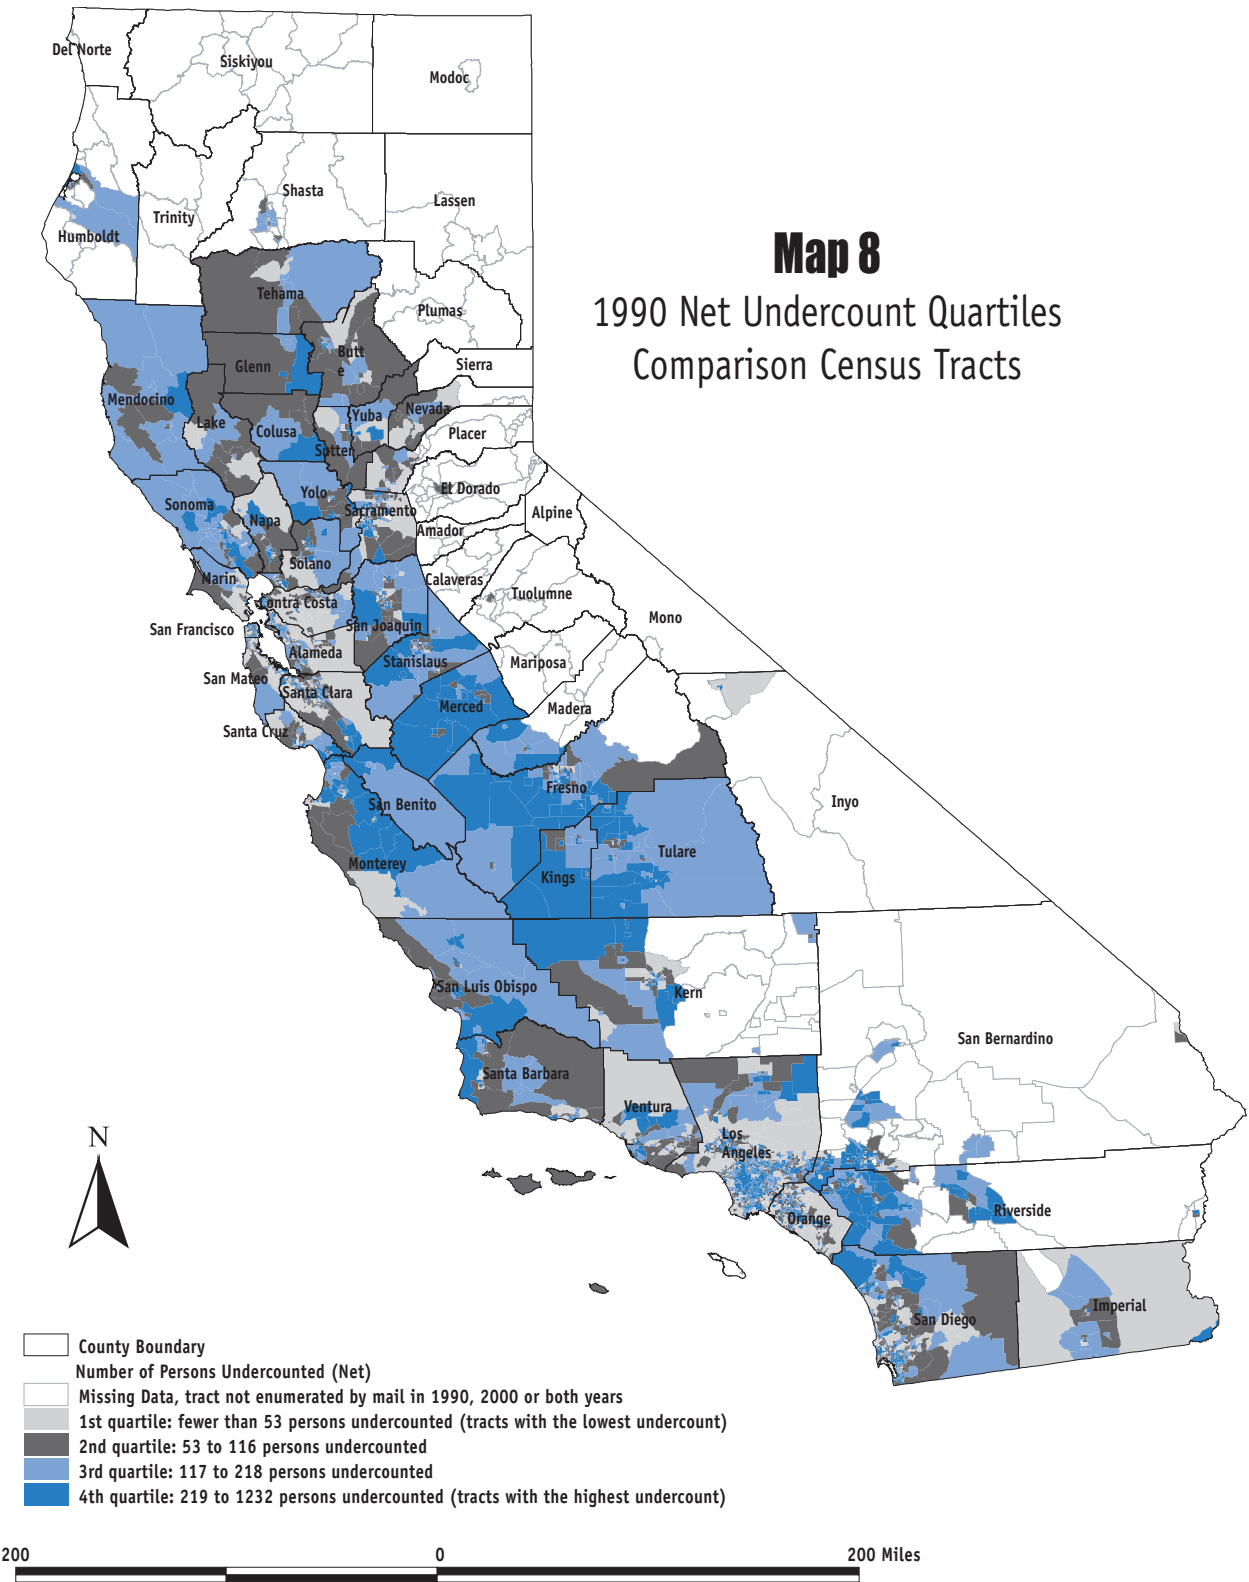 Map 8
1990 Net Undercount Quartiles
Comparison Census Tracts
Del Norte
Siskiyou
Modoc
Shasta
Lassen
Trinity
Humboldt
Tehama
Plumas
Butt
e
Glenn
Sierra
Mendocino
Lake
Colusa
Sutter
Yuba
Nevada
Placer
Sonoma
Napa
Yolo
Sacramento
El Dorado
Alpine
Amador
Solano
Marin
Calaveras
Tuolumne
Contra Costa
Mono
San Francisco
San Joaquin
Alameda
Stanislaus
Mariposa
San Mateo
Santa Clara
Merced
Madera
Santa Cruz
Fresno
San Benito
Inyo
Monterey
Kings
Tulare
San Luis Obispo
Kern
San Bernardino
Santa Barbara
Ventura
Los
Angeles
Orange
Riverside
San Diego
Imperial
N
County Boundary
Number of Persons Undercounted (Net)
Missing Data, tract not enumerated by mail in 1990, 2000 or both years
1st quartile: fewer than 53 persons undercounted (tracts with the lowest undercount)
2nd quartile: 53 to 116 persons undercounted
3rd quartile: 117 to 218 persons undercounted
4th quartile: 219 to 1232 persons undercounted (tracts with the highest undercount)
200 0 200 Miles